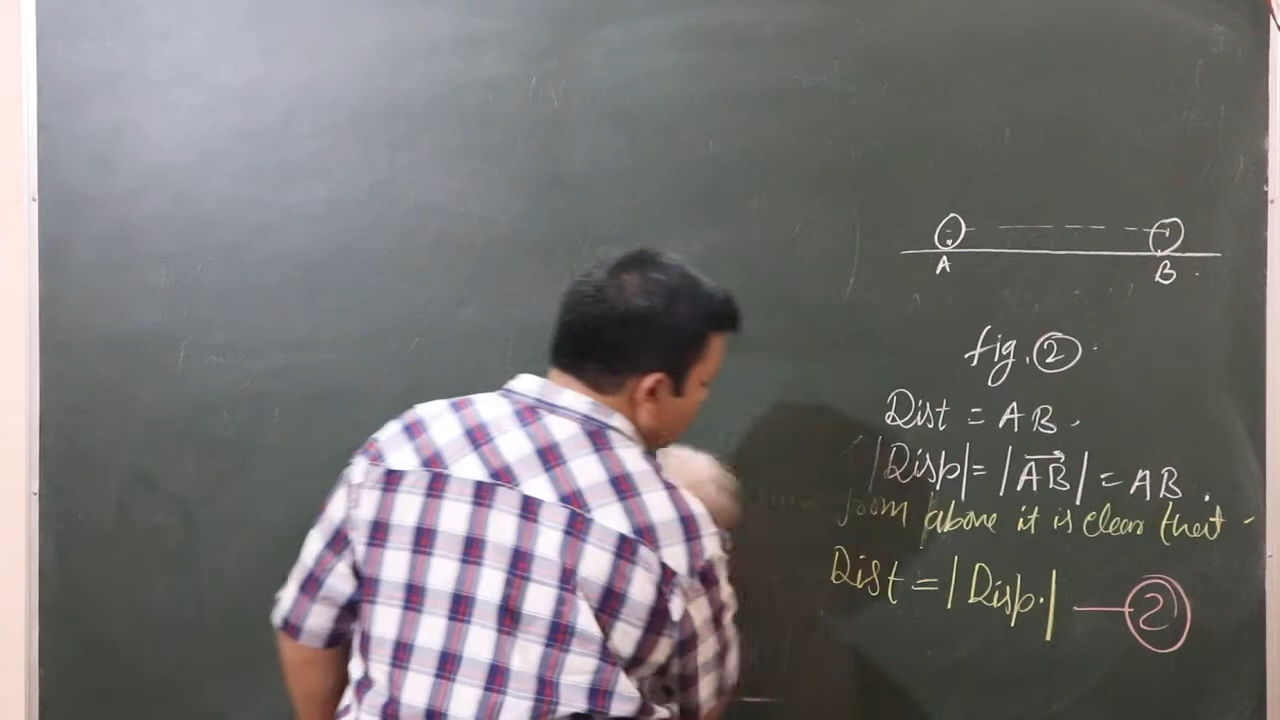 A B
fig. 2
Dist = AB.
|Disp| = |AB| = AB.
from above it is clear that -
Dist = |Disp.| — 2